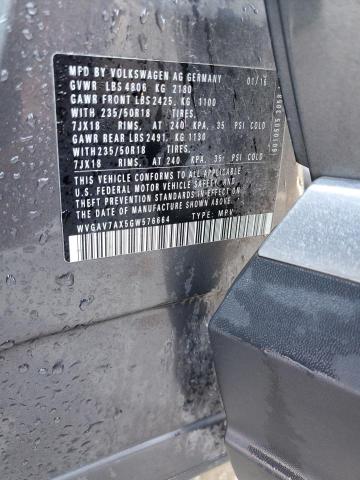 MFD BY VOLKSWAGEN AG GERMANY 01/16
GVWR LBS 4806 KG 2180
GAWR FRONT LBS 2425, KG 1100
WITH 235/50R18 TIRES,
7JX18 RIMS, AT 240 KPA, 35 PSI COLD
GAWR REAR LBS 2491, KG 1130
WITH 235/50R18 TIRES,
7JX18 RIMS, AT 240 KPA, 35 PSI COLD
THIS VEHICLE CONFORMS TO ALL APPLICABLE
U.S. FEDERAL MOTOR VEHICLE SAFETY AND
THEFT PREVENTION STANDARDS IN EFFECT ON
THE DATE OF MANUFACTURE SHOWN ABOVE
WVGAV7AX5GW576664 TYPE: MPV